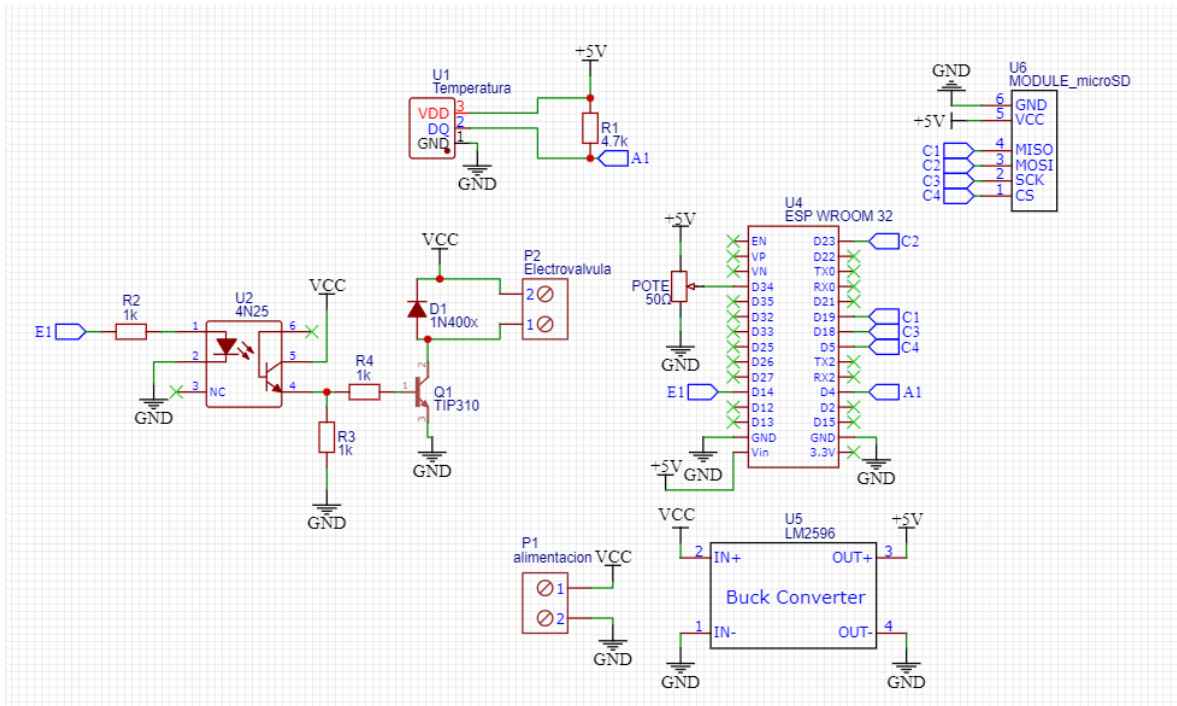 +5V
U1
Temperatura
VDD 3
DQ 2
GND 1
GND
R1
4.7k
A1
U6
MODULE_microSD
GND
+5V
6 GND
5 VCC
C1 4 MISO
C2 3 MOSI
C3 2 SCK
C4 1 CS
U4
ESP WROOM 32
+5V
POTE
50Ω
GND
EN D23 C2
VP D22
VN TX0
D34 RX0
D35 D21
D32 D19 C1
D33 D18 C3
D25 D5 C4
D26 TX2
D27 RX2
E1 D14 D4 A1
D12 D2
D13 D15
GND GND
Vin 3.3V
+5V
GND
GND
VCC
P2
Electrovalvula
2
1
D1
1N400x
E1
R2
1k
U2
4N25
VCC
1 6
2 5
3 NC 4
GND
R4
1k
R3
1k
GND
2
1
3
Q1
TIP310
GND
P1
alimentacion
VCC
1
2
GND
VCC
U5
LM2596
+5V
2 IN+ OUT+ 3
Buck Converter
1 IN- OUT- 4
GND
GND